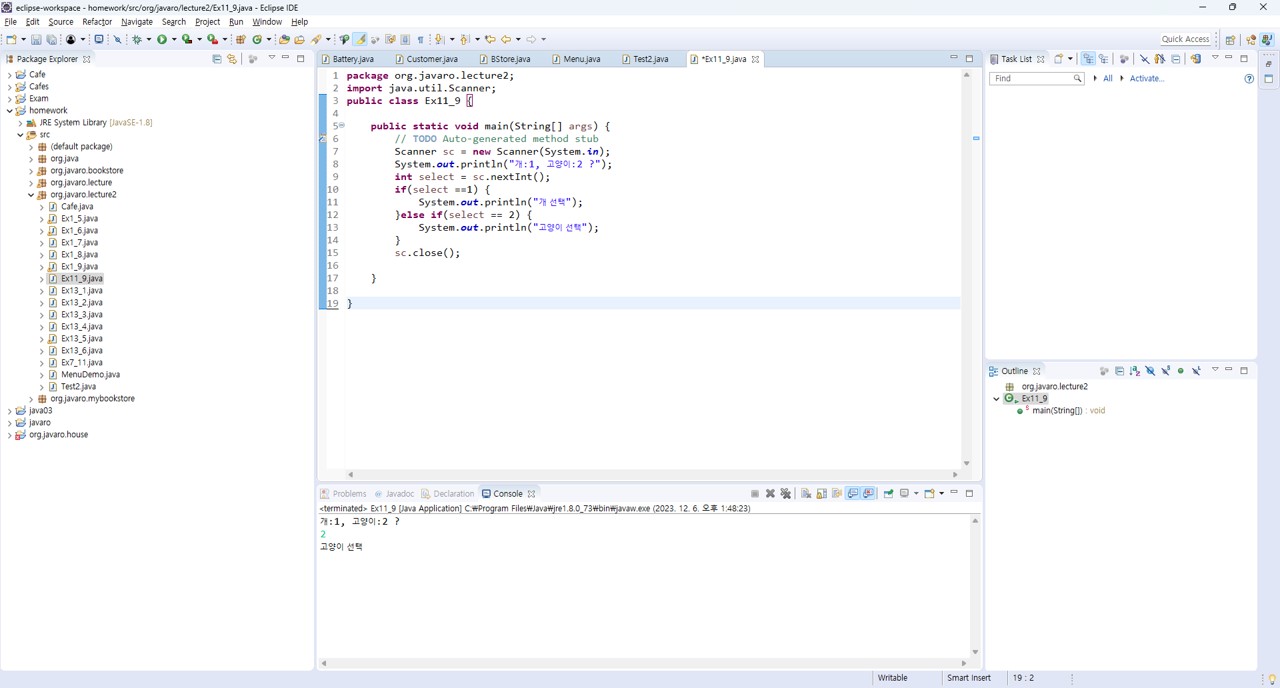 eclipse-workspace - homework/src/org/javaro/lecture2/Ex11_9.java - Eclipse IDE
File Edit Source Refactor Navigate Search Project Run Window Help
Quick Access
Package Explorer
Cafe
Cafes
Exam
homework
JRE System Library [JavaSE-1.8]
src
(default package)
org.java
org.javaro.bookstore
org.javaro.lecture
org.javaro.lecture2
Cafe.java
Ex1_5.java
Ex1_6.java
Ex1_7.java
Ex1_8.java
Ex1_9.java
Ex11_9.java
Ex13_1.java
Ex13_2.java
Ex13_3.java
Ex13_4.java
Ex13_5.java
Ex13_6.java
Ex7_11.java
MenuDemo.java
Test2.java
org.javaro.mybookstore
java03
javaro
org.javaro.house
Battery.java Customer.java BStore.java Menu.java Test2.java *Ex11_9.java
1 package org.javaro.lecture2;
2 import java.util.Scanner;
3 public class Ex11_9 {
4
5 public static void main(String[] args) {
6 // TODO Auto-generated method stub
7 Scanner sc = new Scanner(System.in);
8 System.out.println("개:1, 고양이:2 ?");
9 int select = sc.nextInt();
10 if(select ==1) {
11 System.out.println("개 선택");
12 }else if(select == 2) {
13 System.out.println("고양이 선택");
14 }
15 sc.close();
16
17 }
18
19 }
Problems Javadoc Declaration Console
<terminated> Ex11_9 [Java Application] C:₩Program Files₩Java₩jre1.8.0_73₩bin₩javaw.exe (2023. 12. 6. 오후 1:48:23)
개:1, 고양이:2 ?
2
고양이 선택
Task List
Find All Activate...
Outline
org.javaro.lecture2
Ex11_9
main(String[]) : void
Writable Smart Insert 19 : 2